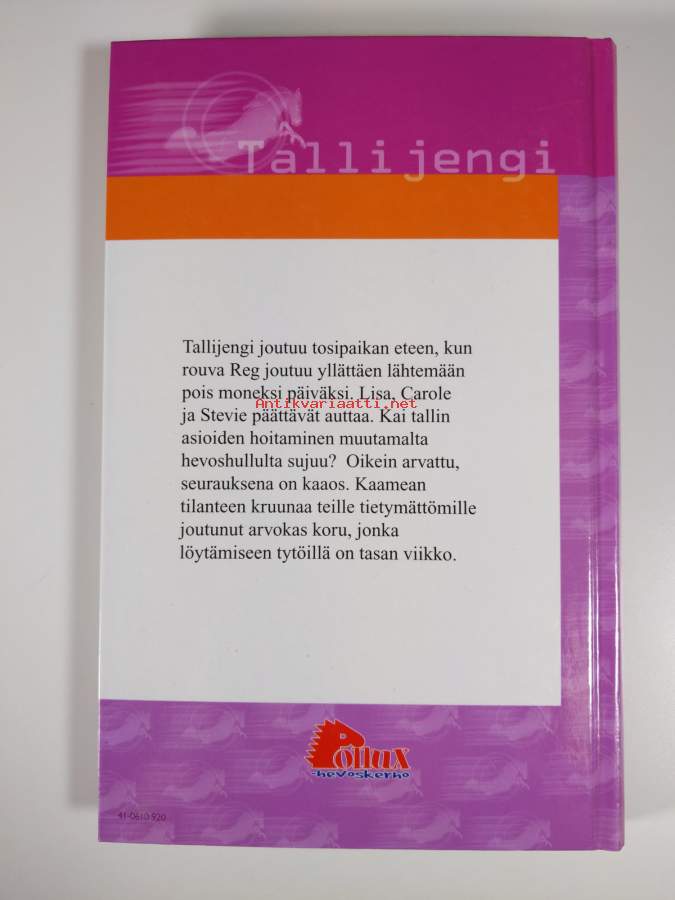 Tallijengi
Tallijengi joutuu tosipaikan eteen, kun
rouva Reg joutuu yllättäen lähtemään
pois moneksi päiväksi. Lisa, Carole
Antikvariaatti.net
ja Stevie päättävät auttaa. Kai tallin
asioiden hoitaminen muutamalta
hevoshullulta sujuu? Oikein arvattu,
seurauksena on kaaos. Kaamean
tilanteen kruunaa teille tietymättömille
joutunut arvokas koru, jonka
löytämiseen tytöillä on tasan viikko.
Pollux
-hevoskerho
41-0610-920